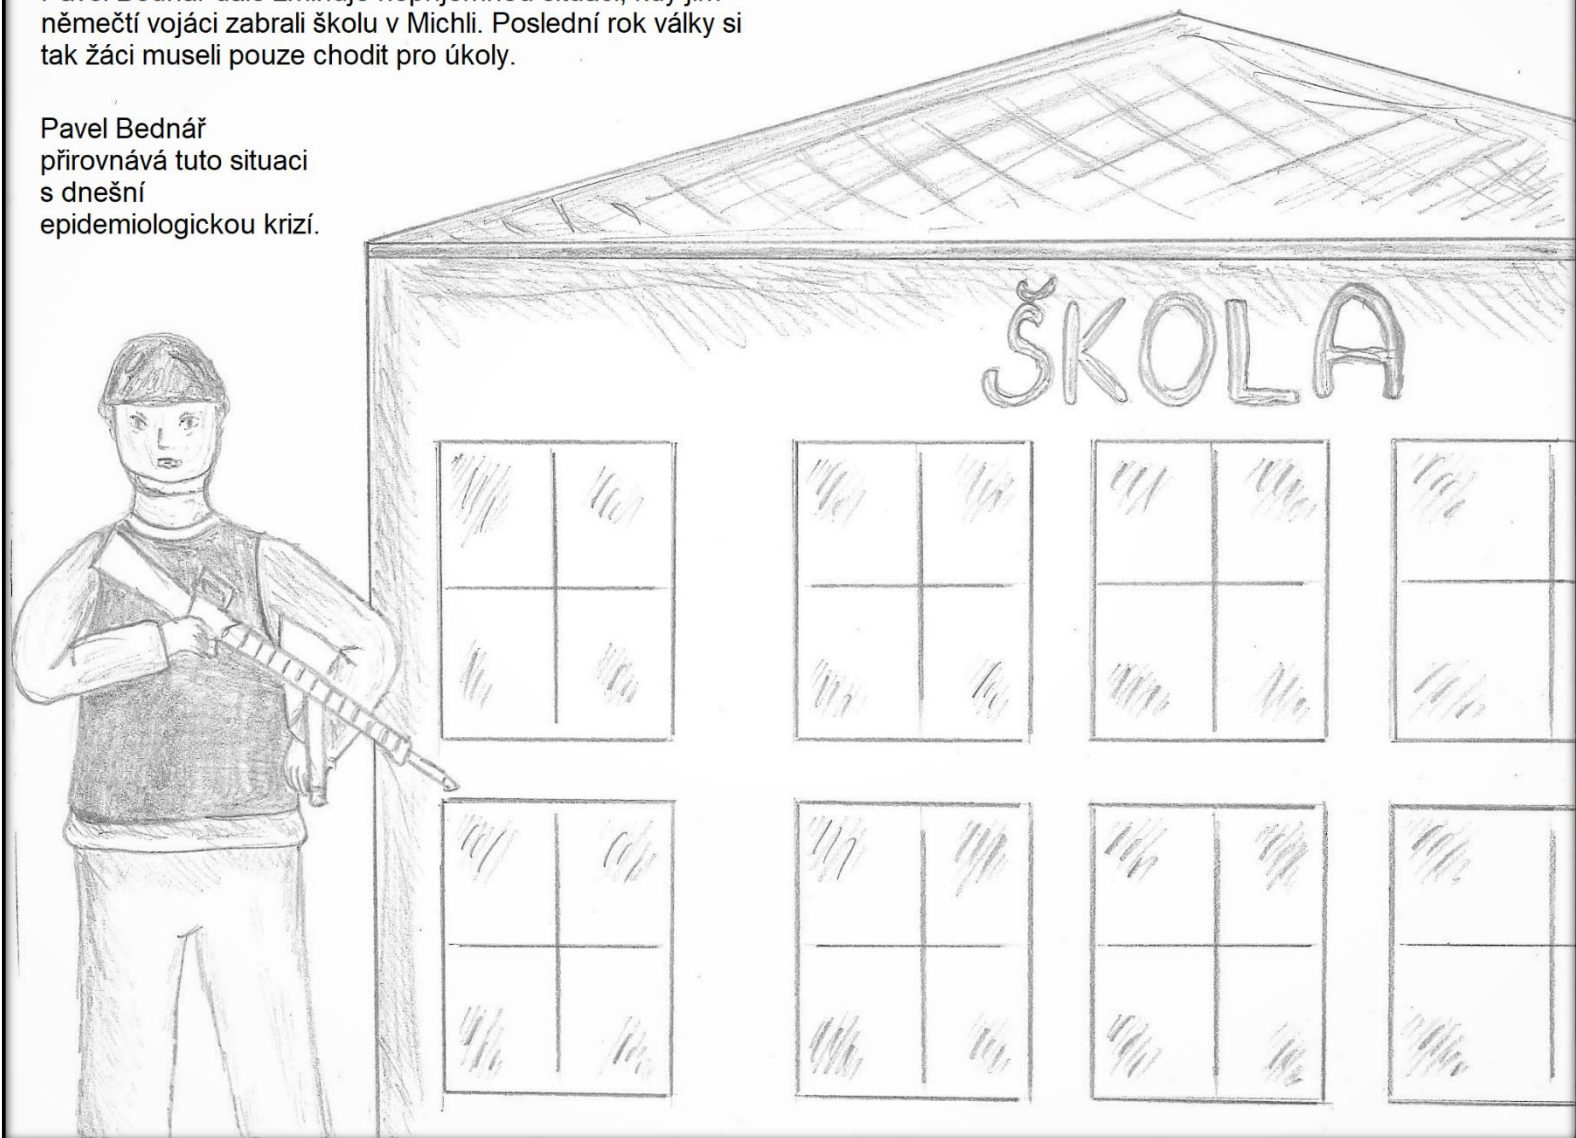 němečtí vojáci zabrali školu v Michli. Poslední rok války si
tak žáci museli pouze chodit pro úkoly.
Pavel Bednář
přirovnává tuto situaci
s dnešní
epidemiologickou krizí.
ŠKOLA